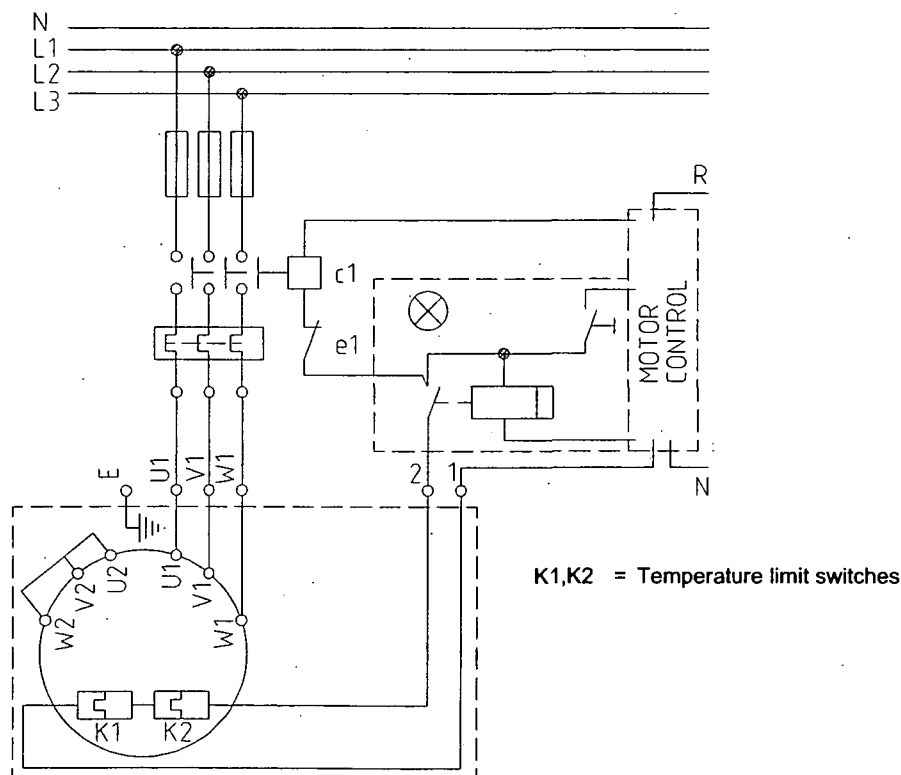 N
L1
L2
L3
R
c1
e1
MOTOR
CONTROL
2
1
N
E
U1
V1
W1
W2
V2
U2
U1
V1
W1
K1
K2
K1,K2 = Temperature limit switches